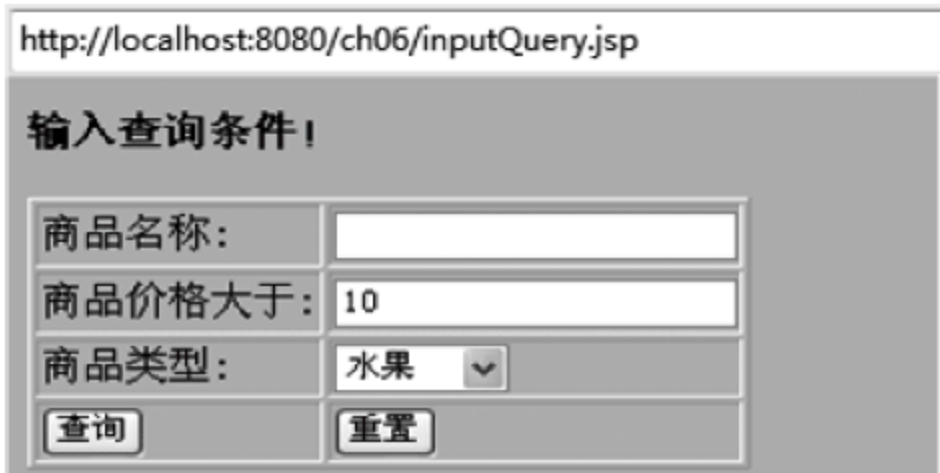 http://localhost:8080/ch06/inputQuery.jsp
输入查询条件!
商品名称:
商品价格大于: 10
商品类型: 水果
查询 重置